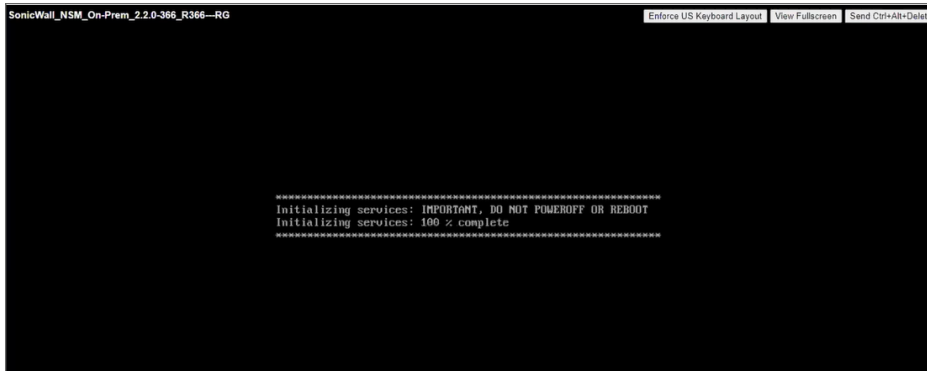 SonicWall_NSM_On-Prem_2.2.0-366_R366---RG
Enforce US Keyboard Layout View Fullscreen Send Ctrl+Alt+Delet
*************************************************************
Initializing services: IMPORTANT, DO NOT POWEROFF OR REBOOT
Initializing services: 100 % complete
*************************************************************